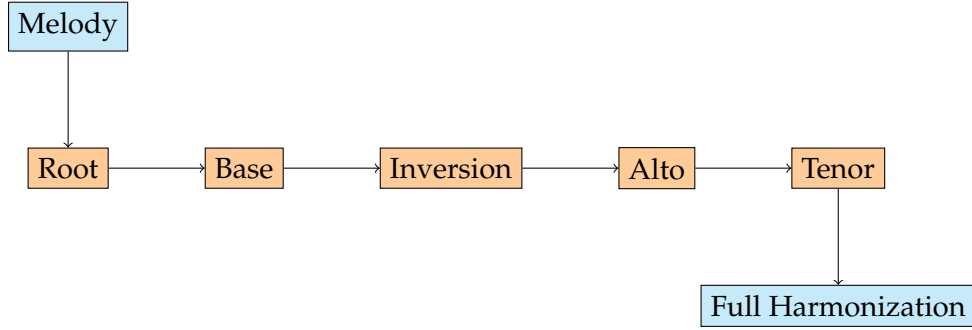 Melody
Root
Base
Inversion
Alto
Tenor
Full Harmonization